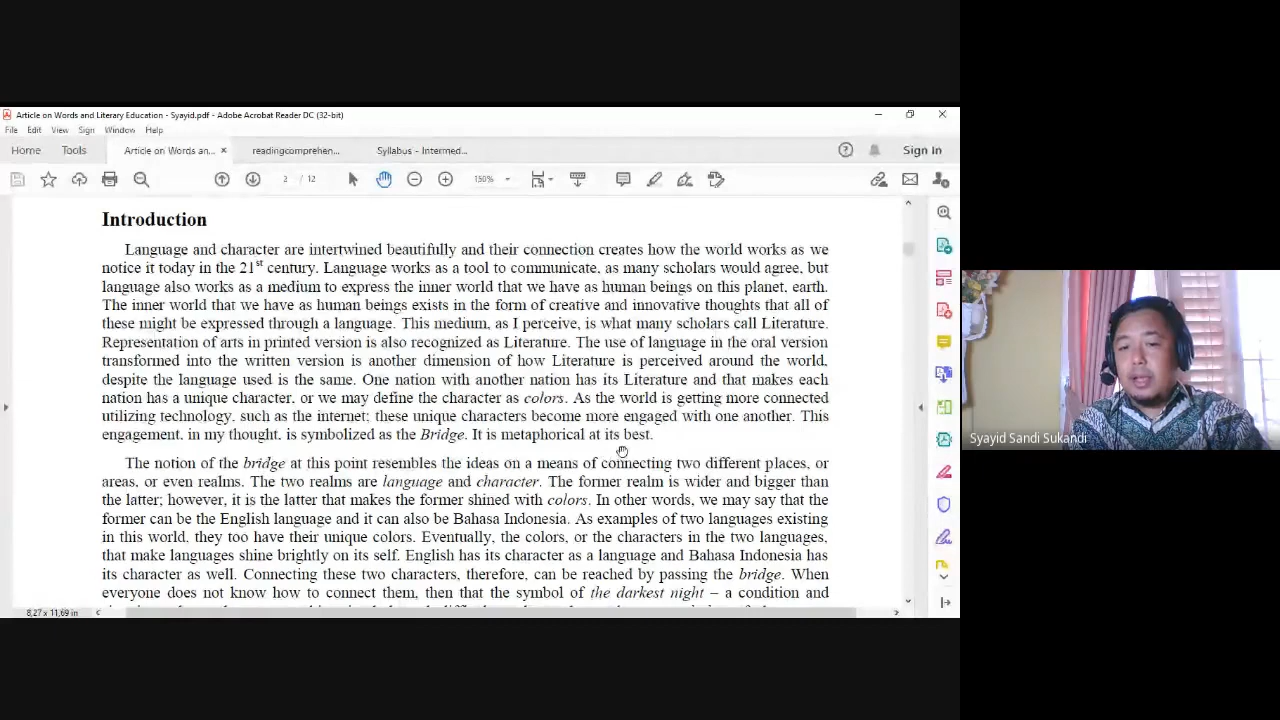 Article on Words and Literary Education - Syayid.pdf - Adobe Acrobat Reader DC (32-bit)
File Edit View Sign Window Help
Home Tools Article on Words an... × readingcomprehen... Syllabus - Intermed... Sign In
2 / 12 150%
Introduction
Language and character are intertwined beautifully and their connection creates how the world works as we
notice it today in the 21st century. Language works as a tool to communicate, as many scholars would agree, but
language also works as a medium to express the inner world that we have as human beings on this planet, earth.
The inner world that we have as human beings exists in the form of creative and innovative thoughts that all of
these might be expressed through a language. This medium, as I perceive, is what many scholars call Literature.
Representation of arts in printed version is also recognized as Literature. The use of language in the oral version
transformed into the written version is another dimension of how Literature is perceived around the world,
despite the language used is the same. One nation with another nation has its Literature and that makes each
nation has a unique character, or we may define the character as colors. As the world is getting more connected
utilizing technology, such as the internet; these unique characters become more engaged with one another. This
engagement, in my thought, is symbolized as the Bridge. It is metaphorical at its best.
The notion of the bridge at this point resembles the ideas on a means of connecting two different places, or
areas, or even realms. The two realms are language and character. The former realm is wider and bigger than
the latter; however, it is the latter that makes the former shined with colors. In other words, we may say that the
former can be the English language and it can also be Bahasa Indonesia. As examples of two languages existing
in this world, they too have their unique colors. Eventually, the colors, or the characters in the two languages,
that make languages shine brightly on its self. English has its character as a language and Bahasa Indonesia has
its character as well. Connecting these two characters, therefore, can be reached by passing the bridge. When
everyone does not know how to connect them, then that the symbol of the darkest night – a condition and
8,27 x 11,69 in
Syayid Sandi Sukandi